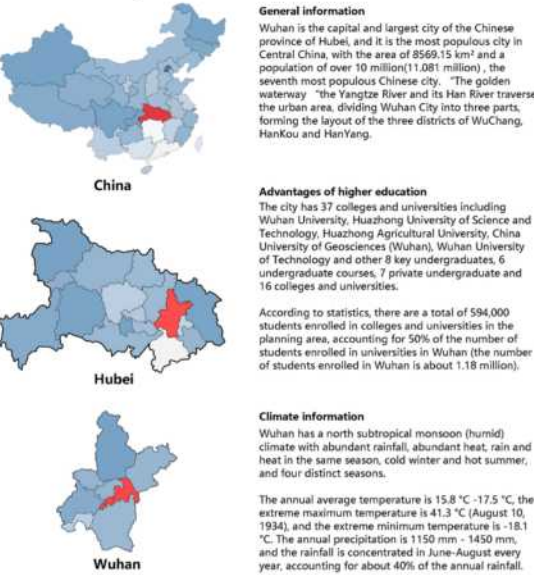 General information
Wuhan is the capital and largest city of the Chinese
province of Hubei, and it is the most populous city in
Central China, with the area of 8569.15 km² and a
population of over 10 million(11.081 million) , the
seventh most populous Chinese city. "The golden
waterway "the Yangtze River and its Han River traverse
the urban area, dividing Wuhan City into three parts,
forming the layout of the three districts of WuChang,
HanKou and HanYang.
China
Advantages of higher education
The city has 37 colleges and universities including
Wuhan University, Huazhong University of Science and
Technology, Huazhong Agricultural University, China
University of Geosciences (Wuhan), Wuhan University
of Technology and other 8 key undergraduates, 6
undergraduate courses, 7 private undergraduate and
16 colleges and universities.
According to statistics, there are a total of 594,000
students enrolled in colleges and universities in the
planning area, accounting for 50% of the number of
students enrolled in universities in Wuhan (the number
of students enrolled in Wuhan is about 1.18 million).
Hubei
Climate information
Wuhan has a north subtropical monsoon (humid)
climate with abundant rainfall, abundant heat, rain and
heat in the same season, cold winter and hot summer,
and four distinct seasons.
The annual average temperature is 15.8 °C -17.5 °C, the
extreme maximum temperature is 41.3 °C (August 10,
1934), and the extreme minimum temperature is -18.1
°C. The annual precipitation is 1150 mm - 1450 mm,
and the rainfall is concentrated in June-August every
year, accounting for about 40% of the annual rainfall.
Wuhan